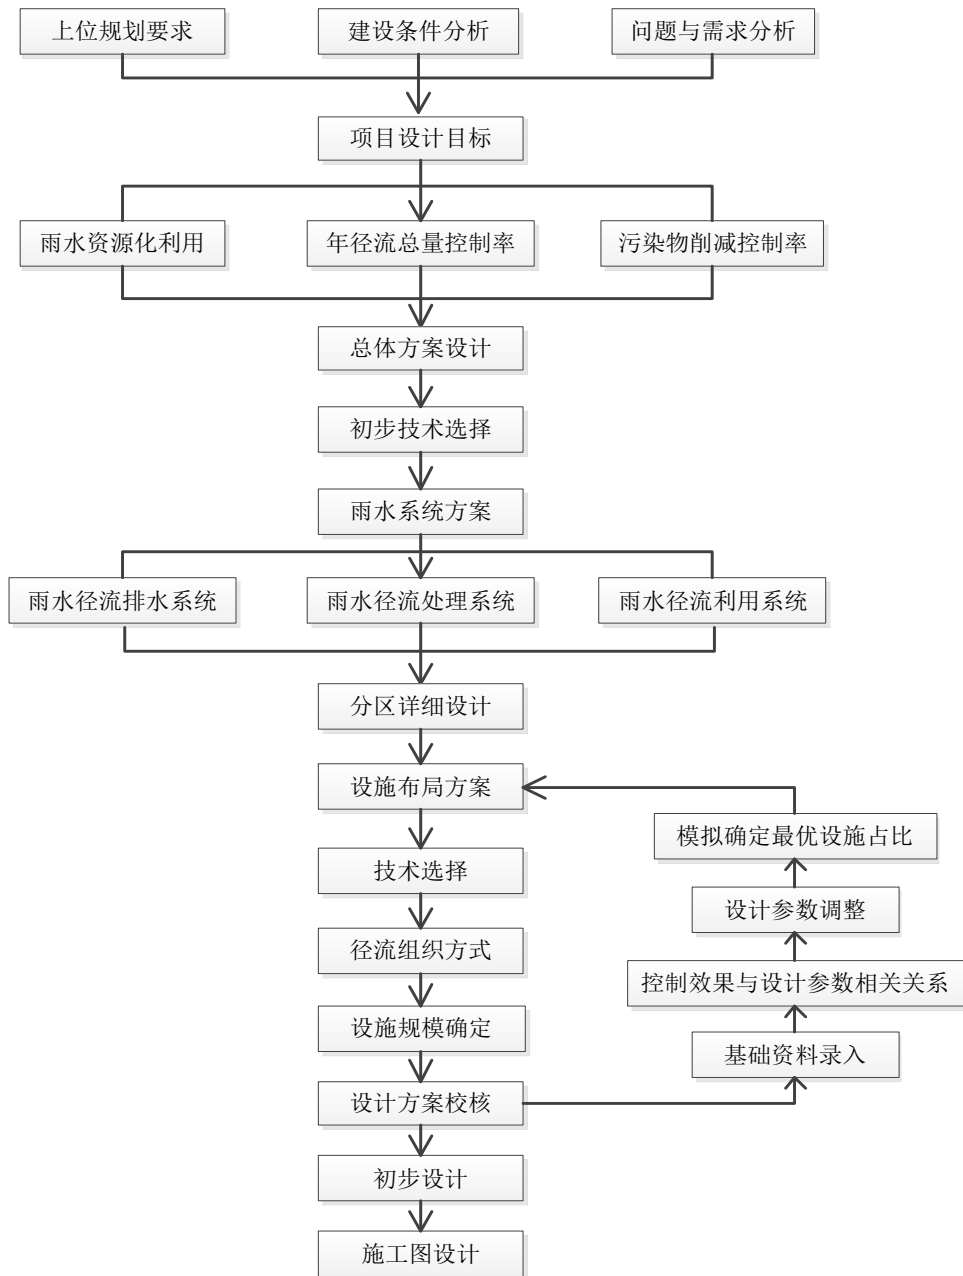 上位规划要求
建设条件分析
问题与需求分析
项目设计目标
雨水资源化利用
年径流总量控制率
污染物削减控制率
总体方案设计
初步技术选择
雨水系统方案
雨水径流排水系统
雨水径流处理系统
雨水径流利用系统
分区详细设计
设施布局方案
技术选择
径流组织方式
设施规模确定
设计方案校核
初步设计
施工图设计
模拟确定最优设施占比
设计参数调整
控制效果与设计参数相关关系
基础资料录入